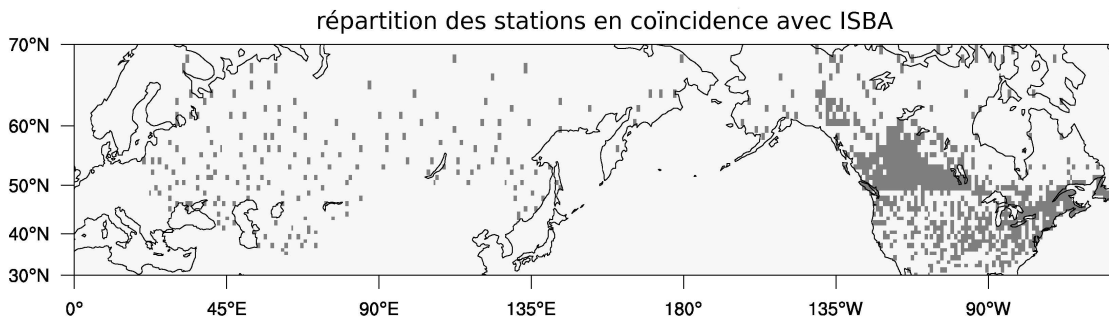 répartition des stations en coïncidence avec ISBA
70°N
60°N
50°N
40°N
30°N
0° 45°E 90°E 135°E 180° 135°W 90°W